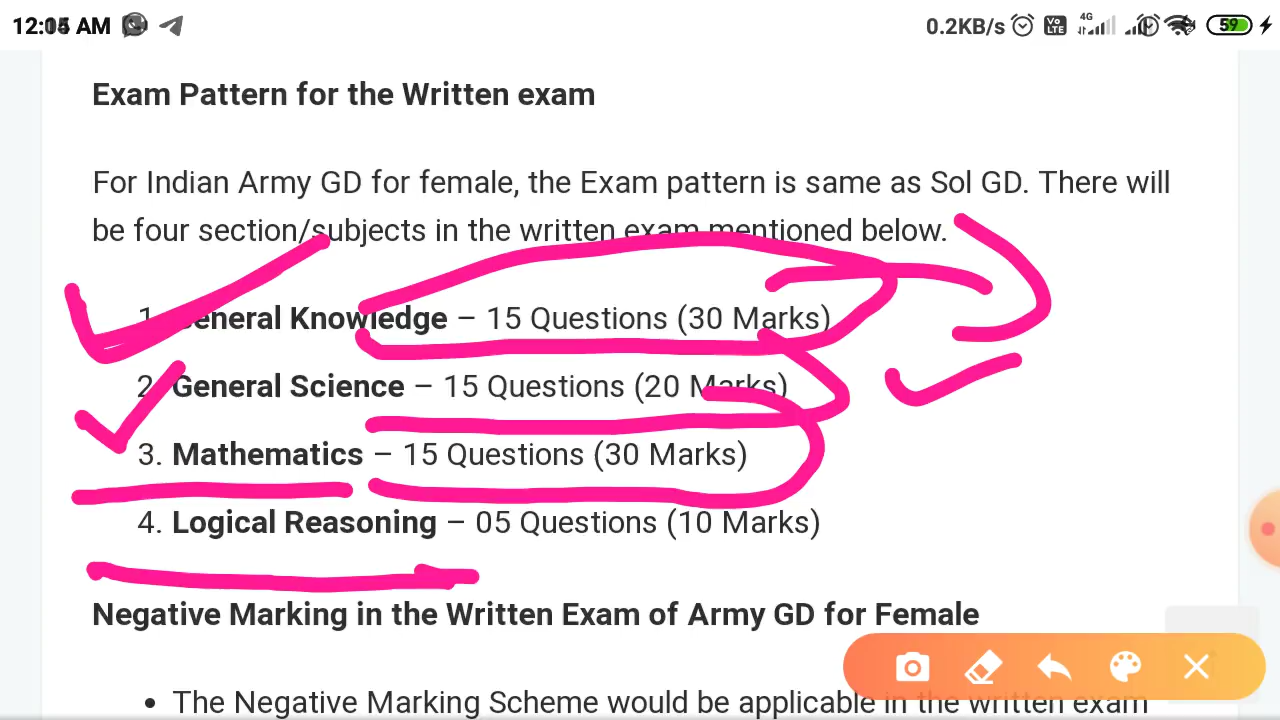 AM
0.2KB/s
Vo LTE
4G
59
Exam Pattern for the Written exam
For Indian Army GD for female, the Exam pattern is same as Sol GD. There will
be four section/subjects in the written exam mentioned below.
1. General Knowledge – 15 Questions (30 Marks)
2. General Science – 15 Questions (20 Marks)
3. Mathematics – 15 Questions (30 Marks)
4. Logical Reasoning – 05 Questions (10 Marks)
Negative Marking in the Written Exam of Army GD for Female
• The Negative Marking Scheme would be applicable in the written exam